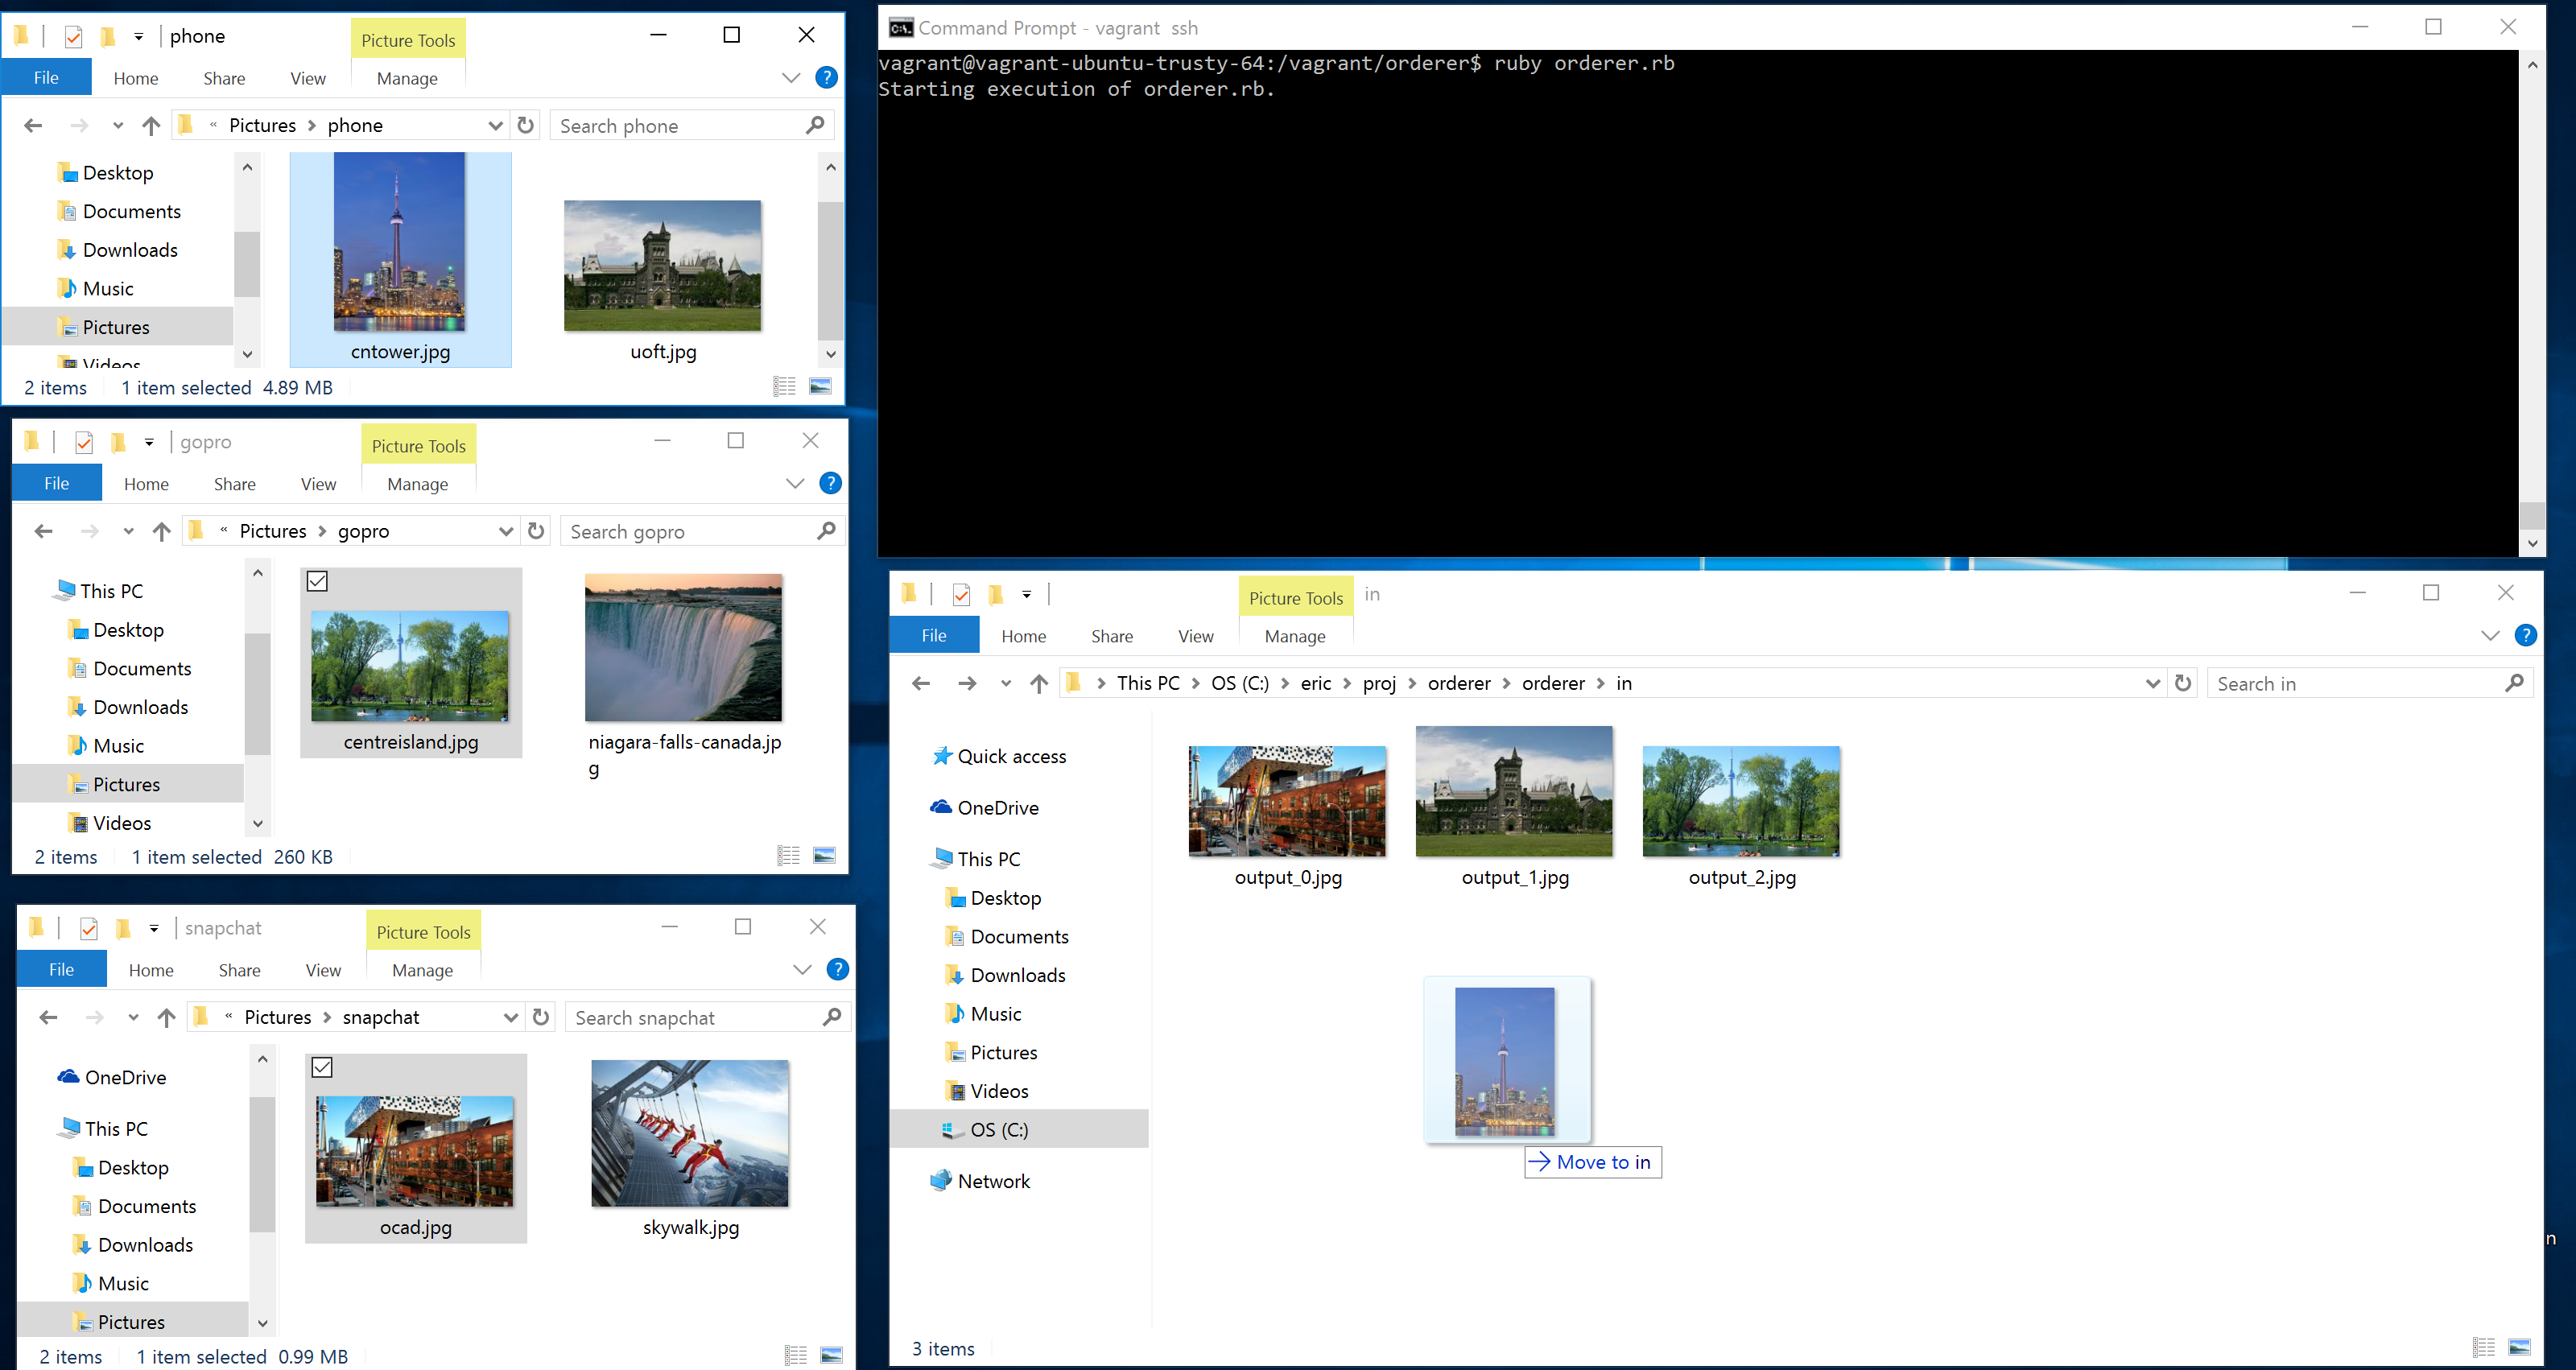 phone
Picture Tools
File Home Share View Manage
« Pictures > phone
Search phone
Desktop
Documents
Downloads
Music
Pictures
Videos
cntower.jpg
uoft.jpg
2 items 1 item selected 4.89 MB
gopro
Picture Tools
File Home Share View Manage
« Pictures > gopro
Search gopro
This PC
Desktop
Documents
Downloads
Music
Pictures
Videos
centreisland.jpg
niagara-falls-canada.jp
g
2 items 1 item selected 260 KB
snapchat
Picture Tools
File Home Share View Manage
« Pictures > snapchat
Search snapchat
OneDrive
This PC
Desktop
Documents
Downloads
Music
Pictures
ocad.jpg
skywalk.jpg
2 items 1 item selected 0.99 MB
Command Prompt - vagrant ssh
vagrant@vagrant-ubuntu-trusty-64:/vagrant/orderer$ ruby orderer.rb
Starting execution of orderer.rb.
Picture Tools in
File Home Share View Manage
> This PC > OS (C:) > eric > proj > orderer > orderer > in
Search in
Quick access
OneDrive
This PC
Desktop
Documents
Downloads
Music
Pictures
Videos
OS (C:)
Network
output_0.jpg
output_1.jpg
output_2.jpg
Move to in
3 items
n